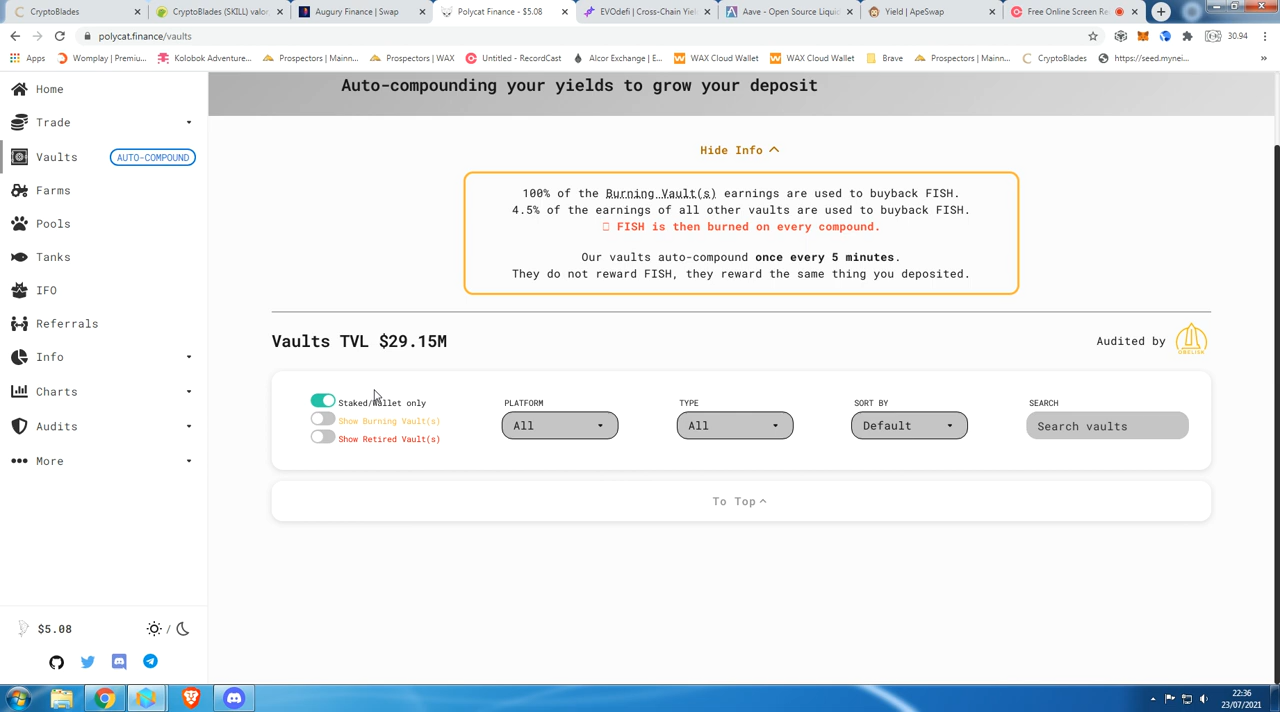 CryptoBlades
CryptoBlades (SKILL) valor
Augury Finance | Swap
Polycat Finance - $5.08
EVOdefi | Cross-Chain Yiel
Aave - Open Source Liquid
Yield | ApeSwap
Free Online Screen Re
polycat.finance/vaults
30.94
Apps
Womplay | Premiu...
Kolobok Adventure...
Prospectors | Mainn...
Prospectors | WAX
Untitled - RecordCast
Alcor Exchange | E...
WAX Cloud Wallet
WAX Cloud Wallet
Brave
Prospectors | Mainn...
CryptoBlades
https://seed.mynei...
»
Home
Trade
Vaults
AUTO-COMPOUND
Farms
Pools
Tanks
IFO
Referrals
Info
Charts
Audits
More
$5.08
/
Auto-compounding your yields to grow your deposit
Hide Info
100% of the Burning Vault(s) earnings are used to buyback FISH.
4.5% of the earnings of all other vaults are used to buyback FISH.
FISH is then burned on every compound.
Our vaults auto-compound once every 5 minutes.
They do not reward FISH, they reward the same thing you deposited.
Vaults TVL $29.15M
Audited by
OBELISK
Staked/Wallet only
Show Burning Vault(s)
Show Retired Vault(s)
PLATFORM
All
TYPE
All
SORT BY
Default
SEARCH
Search vaults
To Top
22:36
23/07/2021